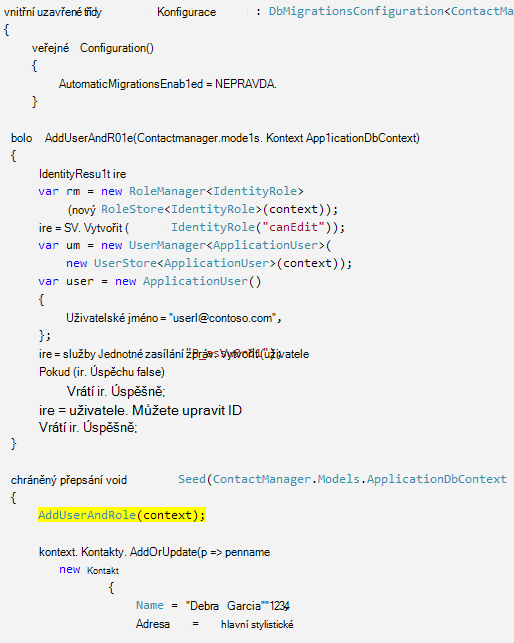 vnitřní uzavřené třídy Konfigurace : DbMigrationsConfiguration<ContactMa
{
veřejné Configuration()
{
AutomaticMigrationsEnab1ed = NEPRAVDA.
}
bolo AddUserAndR01e(Contactmanager.mode1s. Kontext App1icationDbContext)
{
IdentityResu1t ire
var rm = new RoleManager<IdentityRole>
(nový RoleStore<IdentityRole>(context));
ire = SV. Vytvořit ( IdentityRole("canEdit"));
var um = new UserManager<ApplicationUser>(
new UserStore<ApplicationUser>(context));
var user = new ApplicationUser()
{
Uživatelské jméno = "userl@contoso.com",
};
ire = služby Jednotné zasílání zpráv. Vytvořit(uživatele
Pokud (ir. Úspěchu false)
Vrátí ir. Úspěšně;
ire = uživatele. Můžete upravit ID
Vrátí ir. Úspěšně;
}
chráněný přepsání void Seed(ContactManager.Models.ApplicationDbContext
{
AddUserAndRole(context);
kontext. Kontakty. AddOrUpdate(p => penname
new Kontakt
{
Name = "Debra Garcia""1234,
Adresa = hlavní stylistické